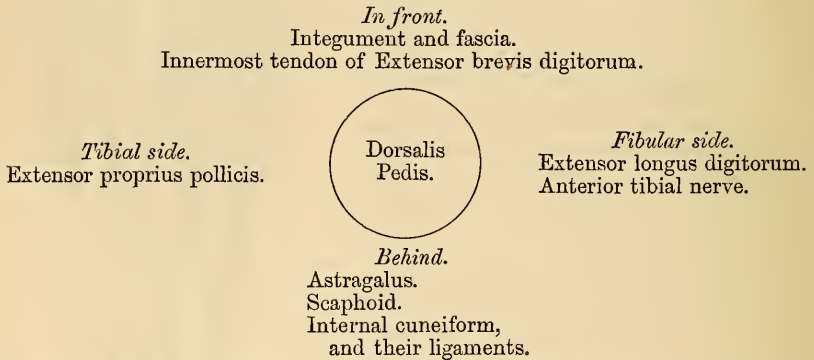 In front.
Integument and fascia.
Innermost tendon of Extensor brevis digitorum.
Tibial side.
Extensor proprius pollicis.
Dorsalis
Pedis.
Fibular side.
Extensor longus digitorum.
Anterior tibial nerve.
Behind.
Astragalus.
Scaphoid.
Internal cuneiform,
and their ligaments.